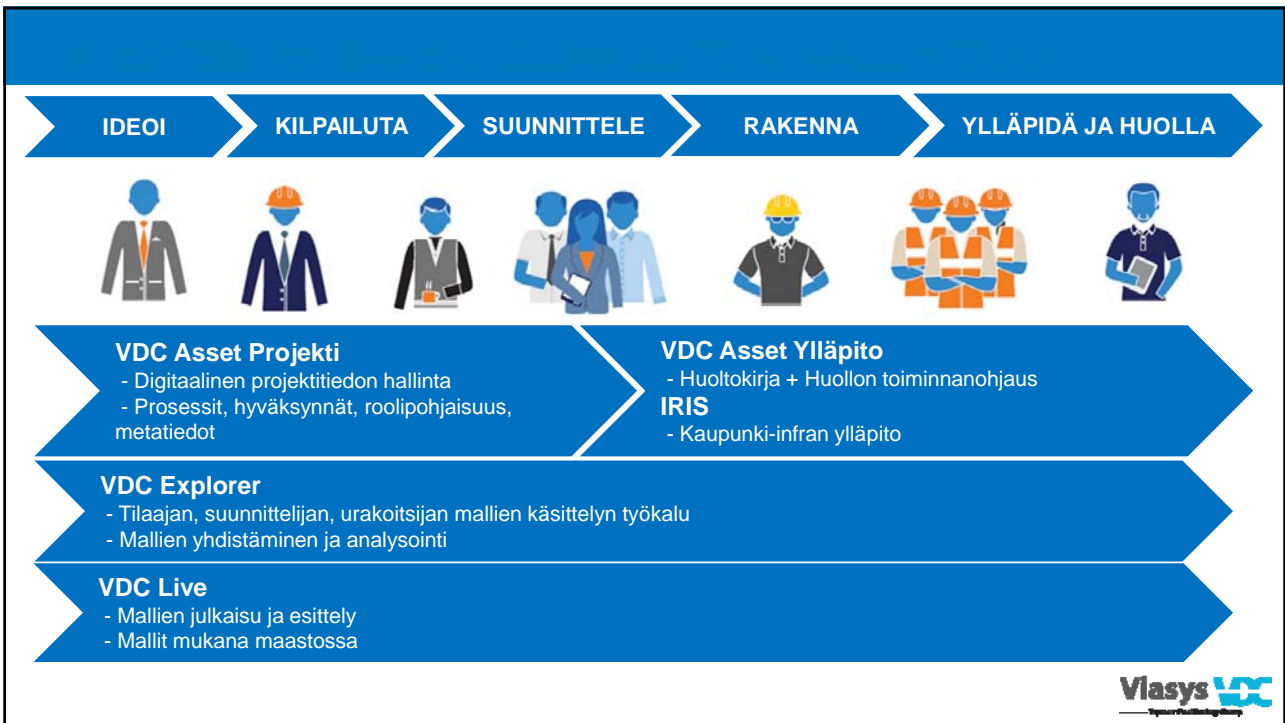 IDEOI
KILPAILUTA
SUUNNITTELE
RAKENNA
YLLÄPIDÄ JA HUOLLA
VDC Asset Projekti
- Digitaalinen projektitiedon hallinta
- Prosessit, hyväksynnät, roolipohjaisuus,
metatiedot
VDC Asset Ylläpito
- Huoltokirja + Huollon toiminnanohjaus
IRIS
- Kaupunki-infran ylläpito
VDC Explorer
- Tilaajan, suunnittelijan, urakoitsijan mallien käsittelyn työkalu
- Mallien yhdistäminen ja analysointi
VDC Live
- Mallien julkaisu ja esittely
- Mallit mukana maastossa
Vlasys VDC